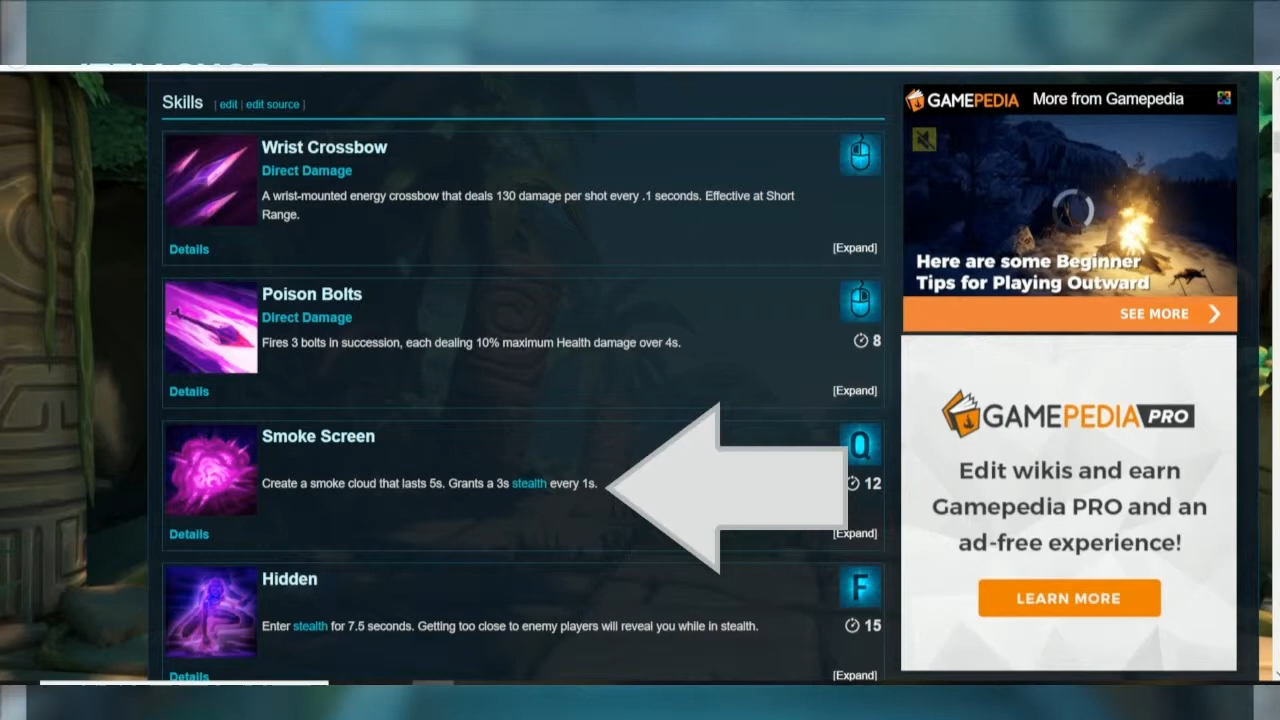 Skills | edit | edit source |
Wrist Crossbow
Direct Damage
A wrist-mounted energy crossbow that deals 130 damage per shot every .1 seconds. Effective at Short
Range.
Details
[Expand]
Poison Bolts
Direct Damage
Fires 3 bolts in succession, each dealing 10% maximum Health damage over 4s.
8
Details
[Expand]
Smoke Screen
Q
Create a smoke cloud that lasts 5s. Grants a 3s stealth every 1s.
12
Details
[Expand]
Hidden
F
Enter stealth for 7.5 seconds. Getting too close to enemy players will reveal you while in stealth.
15
Details
[Expand]
GAMEPEDIA More from Gamepedia
Here are some Beginner
Tips for Playing Outward
SEE MORE
GAMEPEDIA PRO
Edit wikis and earn
Gamepedia PRO and an
ad-free experience!
LEARN MORE